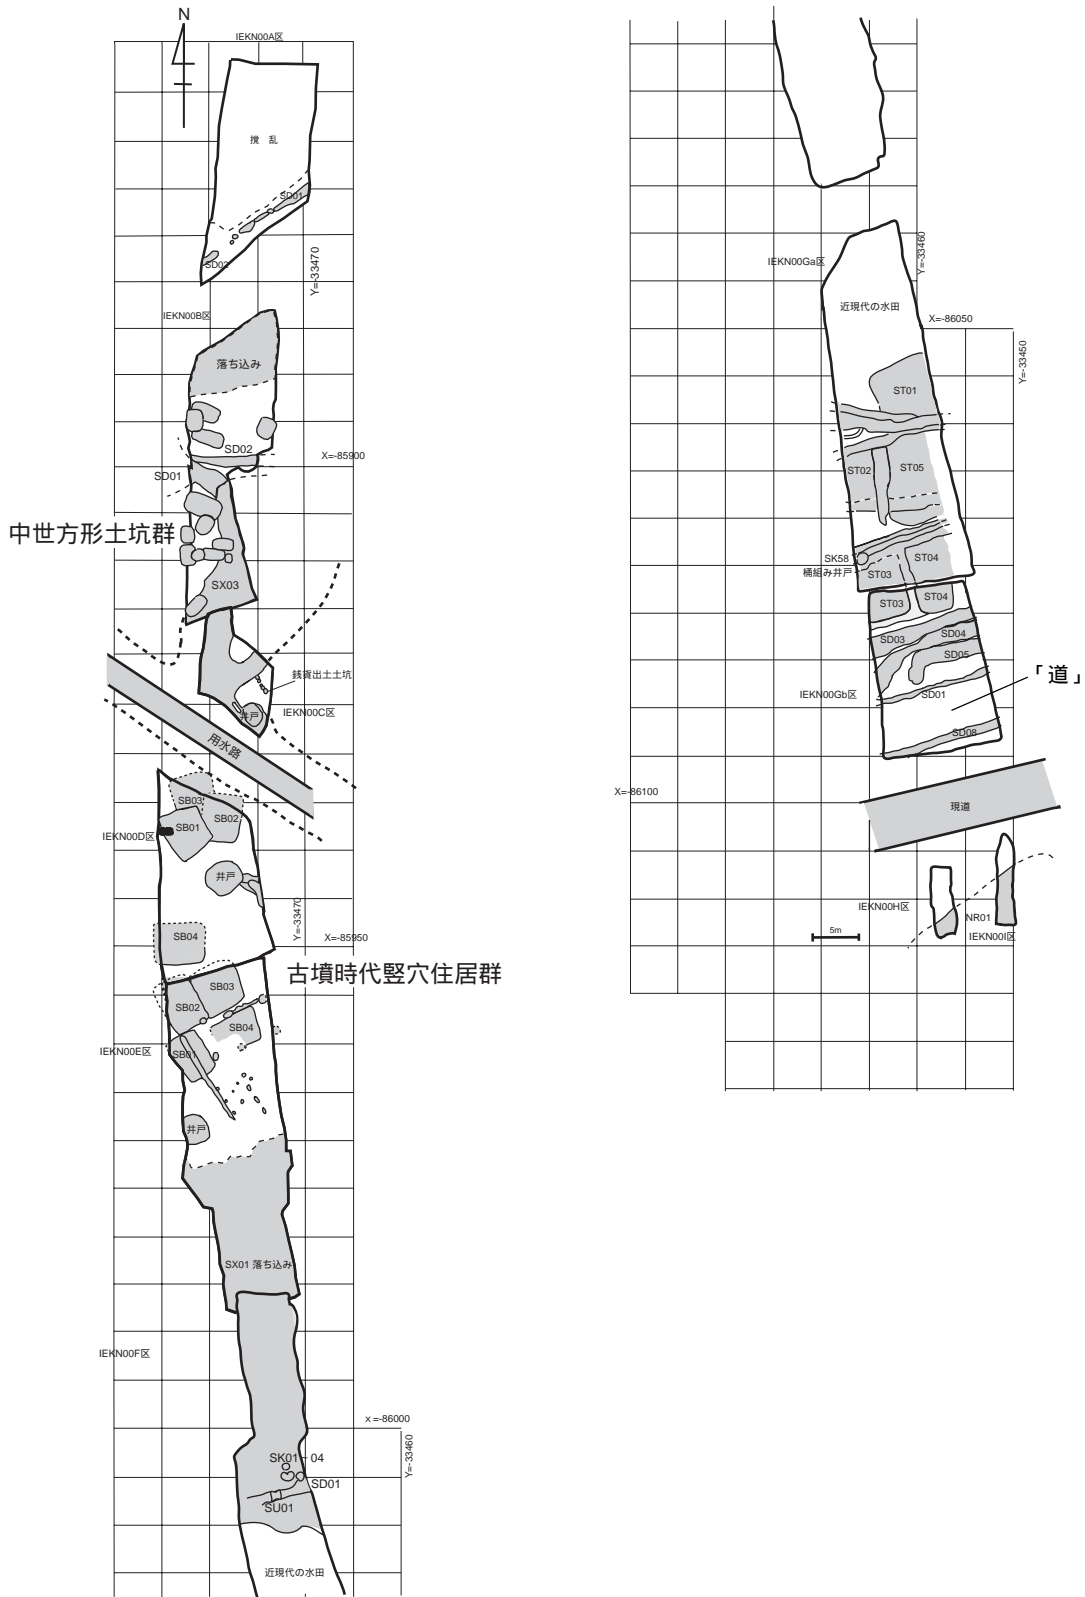 N
IEKN00A区
撹 乱
SD01
SD02
Y=-33470
IEKN00B区
落ち込み
SD02
X=-85900
SD01
中世方形土坑群
SX03
銭貨出土土坑
井戸
IEKN00C区
用水路
SB03
SB02
SB01
IEKN00D区
井戸
Y=-33470
SB04
X=-85950
古墳時代竪穴住居群
SB03
SB02
SB04
IEKN00E区
SB01
井戸
SX01 落ち込み
IEKN00F区
x =-86000
Y=-33460
SK01~04
SD01
SU01
近現代の水田
IEKN00Ga区
Y=-33460
近現代の水田
X=-86050
Y=-33450
ST01
ST02
ST05
SK58
桶組み井戸
ST04
ST03
ST03
ST04
SD03
SD04
SD05
「道」
IEKN00Gb区
SD01
SD08
X=-86100
現道
IEKN00H区
NR01
5m
IEKN00I区